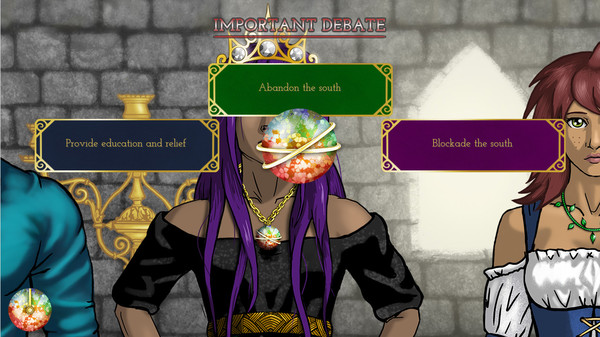 IMPORTANT DEBATE
Abandon the south
Provide education and relief
Blockade the south